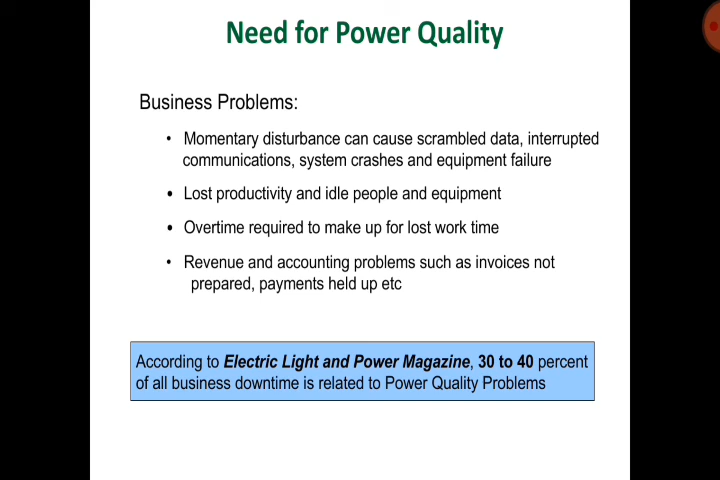 Need for Power Quality
Business Problems:
• Momentary disturbance can cause scrambled data, interrupted
communications, system crashes and equipment failure
• Lost productivity and idle people and equipment
• Overtime required to make up for lost work time
• Revenue and accounting problems such as invoices not
prepared, payments held up etc
According to Electric Light and Power Magazine, 30 to 40 percent
of all business downtime is related to Power Quality Problems